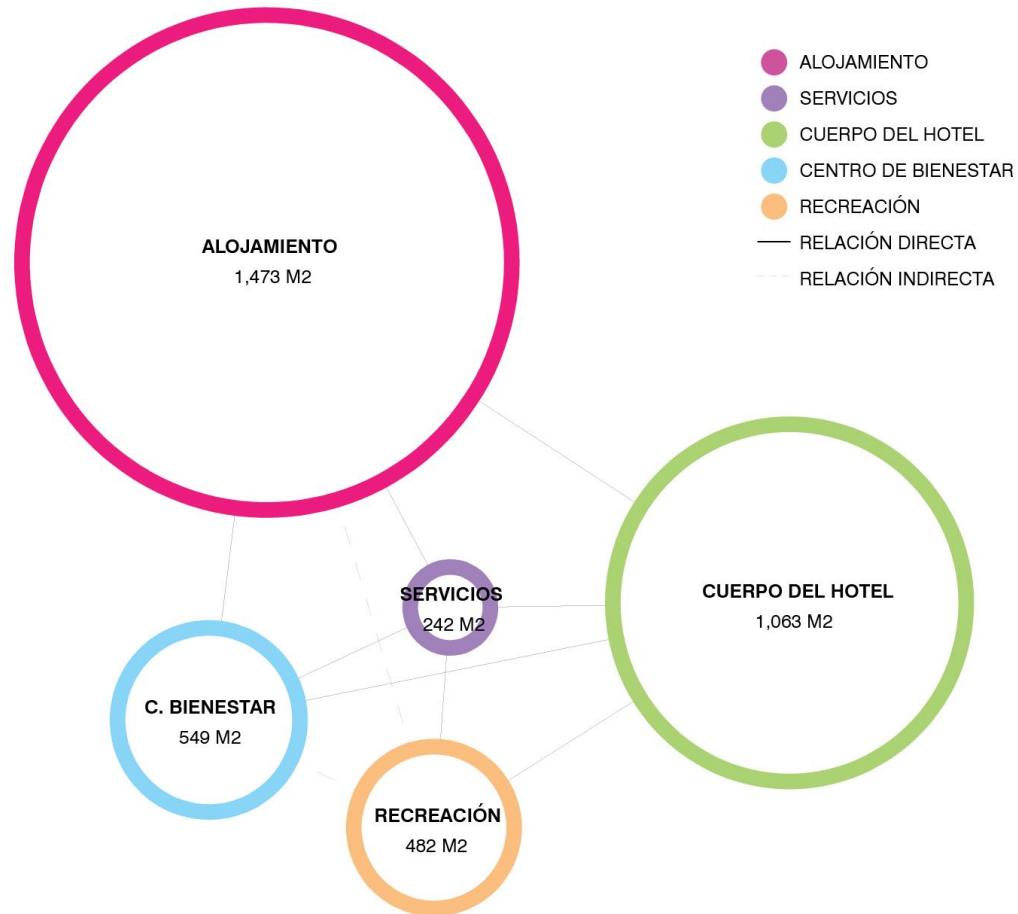 ALOJAMIENTO
SERVICIOS
CUERPO DEL HOTEL
CENTRO DE BIENESTAR
RECREACIÓN
RELACIÓN DIRECTA
RELACIÓN INDIRECTA
ALOJAMIENTO
1,473 M2
SERVICIOS
242 M2
CUERPO DEL HOTEL
1,063 M2
C. BIENESTAR
549 M2
RECREACIÓN
482 M2